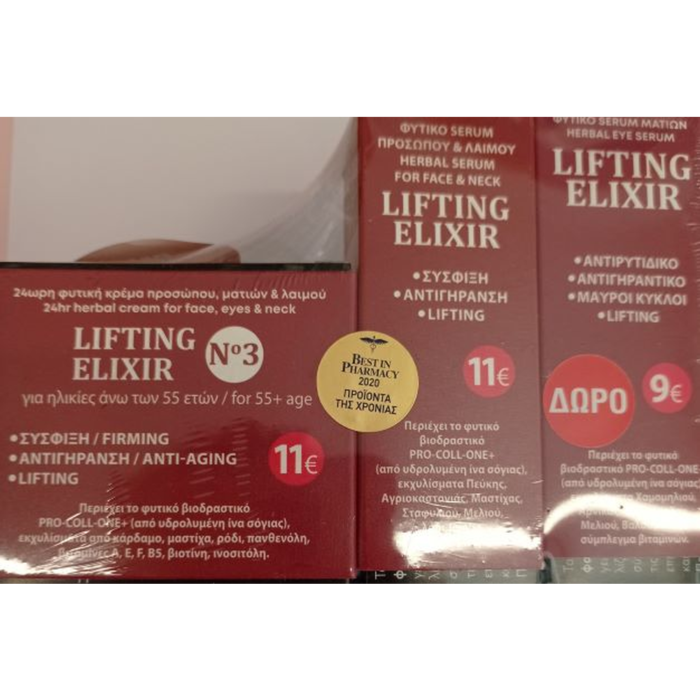 24ωρη φυτική κρέμα προσώπου, ματιών & λαιμού
24hr herbal cream for face, eyes & neck
LIFTING
ELIXIR
Nº3
για ηλικίες άνω των 55 ετών / for 55+ age
•ΣΥΣΦΙΞΗ / FIRMING
•ΑΝΤΙΓΗΡΑΝΣΗ / ANTI-AGING
•LIFTING
11€
Περιέχει το φυτικό βιοδραστικό
PRO-COLL-ONE+ (από υδρολυμένη ίνα σόγιας),
εκχυλίσματα από κάρδαμο, μαστίχα, ρόδι, πανθενόλη,
βιταμίνες A, E, F, B5, βιοτίνη, ινοσιτόλη.
BEST IN
PHARMACY
2020
ΠΡΟΪΟΝΤΑ
ΤΗΣ ΧΡΟΝΙΑΣ
ΦΥΤΙΚΟ SERUM
ΠΡΟΣΩΠΟΥ & ΛΑΙΜΟΥ
HERBAL SERUM
FOR FACE & NECK
LIFTING
ELIXIR
•ΣΥΣΦΙΞΗ
•ΑΝΤΙΓΗΡΑΝΣΗ
•LIFTING
11€
Περιέχει το φυτικό
βιοδραστικό
PRO-COLL-ONE+
(από υδρολυμένη ίνα σόγιας),
εκχυλίσματα Πεύκης,
Αγριοκαστανιάς, Μαστίχας,
Σταφυλιού, Μελιού,
ΦΥΤΙΚΟ SERUM ΜΑΤΙΩΝ
HERBAL EYE SERUM
LIFTING
ELIXIR
•ΑΝΤΙΡΥΤΙΔΙΚΟ
•ΑΝΤΙΓΗΡΑΝΤΙΚΟ
•ΜΑΥΡΟΙ ΚΥΚΛΟΙ
•LIFTING
ΔΩΡΟ
9€
Περιέχει το φυτικό
βιοδραστικό PRO-COLL-ONE
(από υδρολυμένη ίνα σόγιας)
Χαμομηλιού,
Μελιού,
σύμπλεγμα βιταμινών.